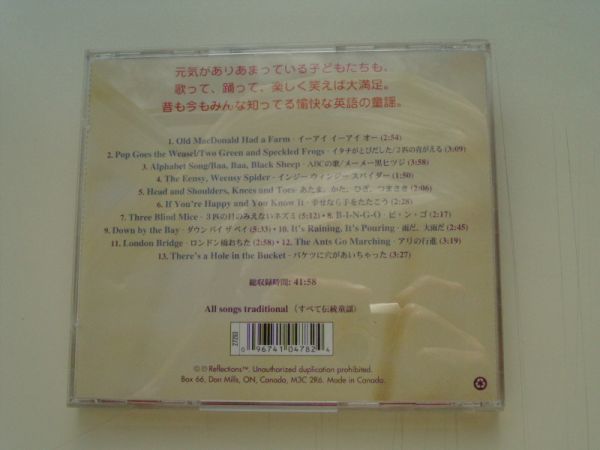 元気がありあまっている子どもたちも、
歌って、踊って、楽しく笑えば大満足。
昔も今もみんな知ってる愉快な英語の童謡。
1. Old MacDonald Had a Farm - イーアイ イーアイ オー (2:54)
2. Pop Goes the Weasel/Two Green and Speckled Frogs - イタチがとびだした/2匹の青がえる (3:09)
3. Alphabet Song/Baa, Baa, Black Sheep - ABCの歌/メーメー黒ヒツジ (3:58)
4. The Eensy, Weensy Spider - インジー ウィンジー スパイダー (1:50)
5. Head and Shoulders, Knees and Toes- あたま、かた、ひざ、つまさき (2:06)
6. If You're Happy and You Know It - 幸せなら手をたたこう (2:28)
7. Three Blind Mice - 3匹の目のみえないネズミ (5:12) • 8. B-I-N-G-O - ビ・ン・ゴ (2:17)
9. Down by the Bay - ダウン バイ ザ ベイ (5:33) • 10. It's Raining, It's Pouring - 雨だ、大雨だ (2:45)
11. London Bridge - ロンドン橋おちた (2:58) • 12. The Ants Go Marching - アリの行進 (3:19)
13. There's a Hole in the Bucket - バケツに穴があいちゃった (3:27)
総収録時間: 41:58
All songs traditional (すべて伝統童謡)
27283
0 96741 04782 4
©℗ Reflections™. Unauthorized duplication prohibited.
Box 66, Don Mills, ON, Canada, M3C 2R6. Made in Canada.